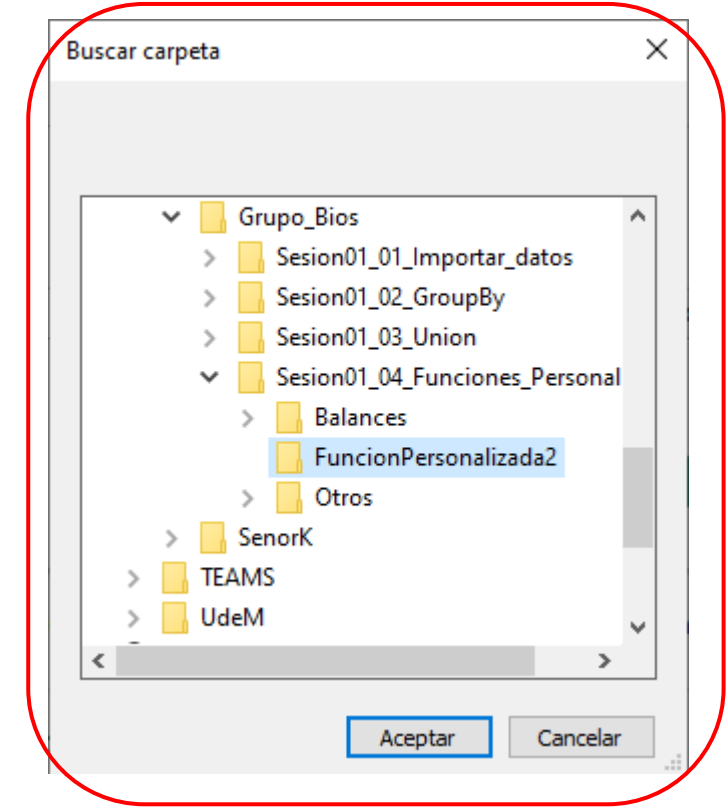 Buscar carpeta
Grupo_Bios
Sesion01_01_Importar_datos
Sesion01_02_GroupBy
Sesion01_03_Union
Sesion01_04_Funciones_Personal
Balances
FuncionPersonalizada2
Otros
SenorK
TEAMS
UdeM
Aceptar
Cancelar